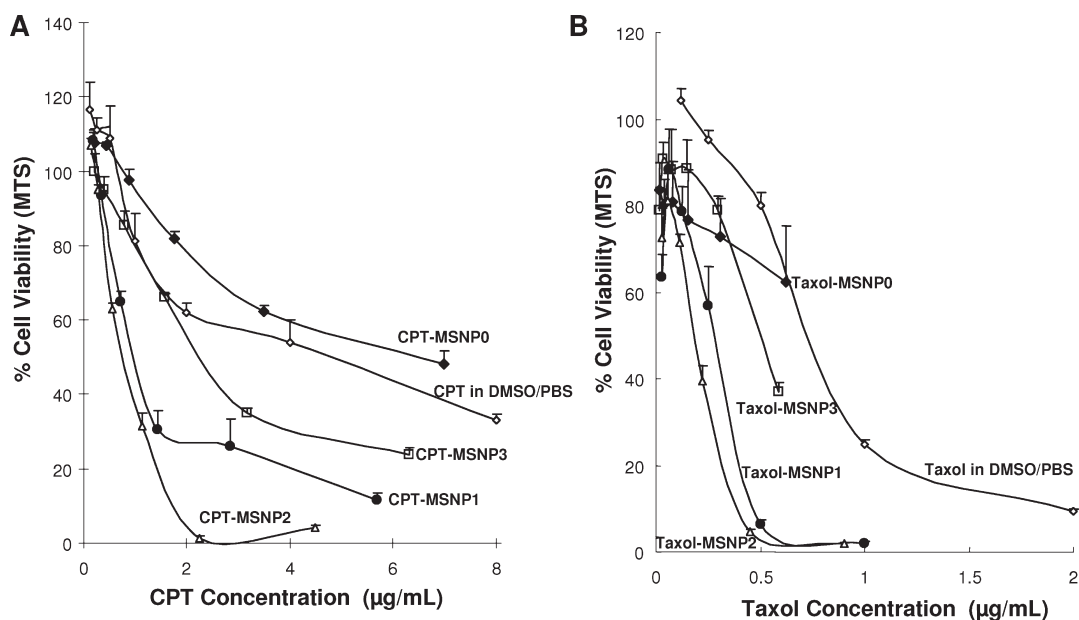 A
% Cell Viability (MTS)
140
120
100
80
60
40
20
0
0 2 4 6 8
CPT Concentration (µg/mL)
CPT-MSNP0
CPT in DMSO/PBS
CPT-MSNP3
CPT-MSNP1
CPT-MSNP2
B
% Cell Viability (MTS)
120
100
80
60
40
20
0
0 0.5 1 1.5 2
Taxol Concentration (µg/mL)
Taxol-MSNP0
Taxol-MSNP3
Taxol-MSNP1
Taxol in DMSO/PBS
Taxol-MSNP2